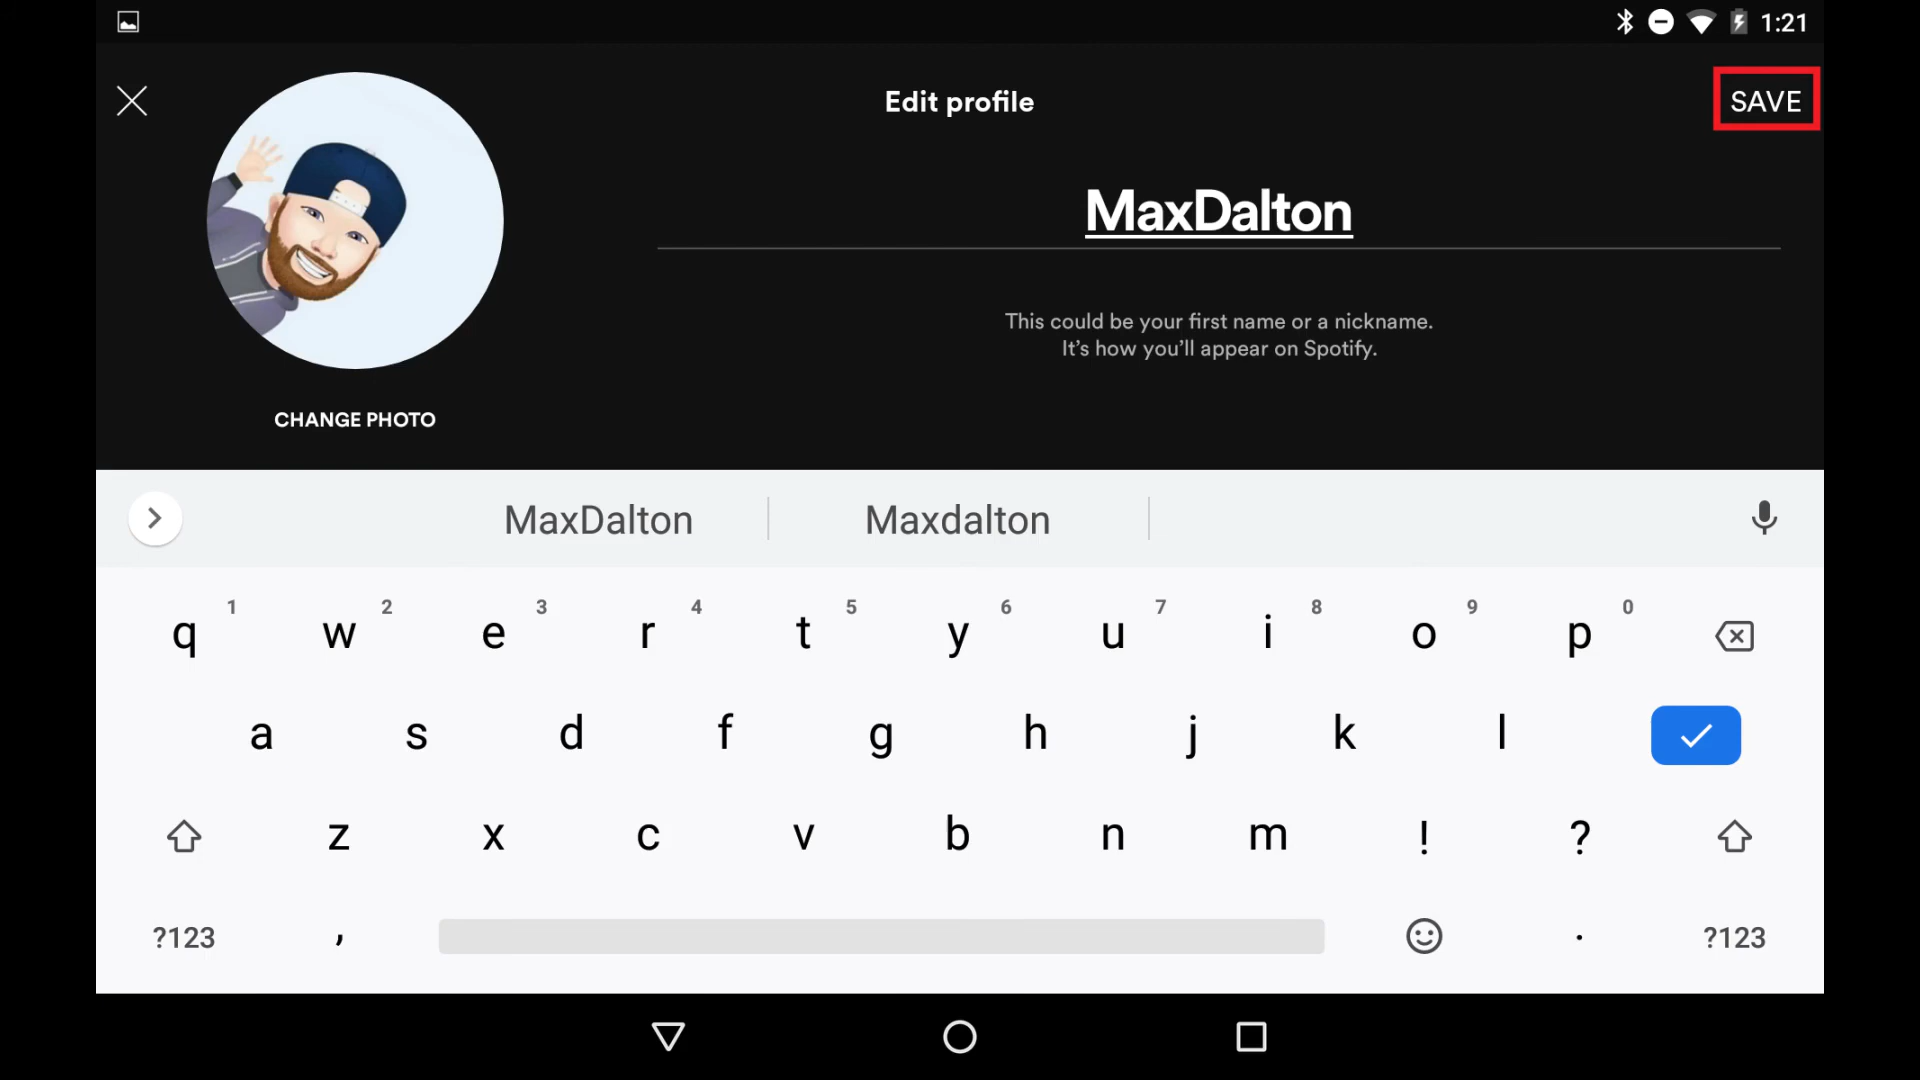 1:21
Edit profile
SAVE
MaxDalton
This could be your first name or a nickname.
It’s how you’ll appear on Spotify.
CHANGE PHOTO
MaxDalton Maxdalton
1 2 3 4 5 6 7 8 9 0
q w e r t y u i o p
a s d f g h j k l
z x c v b n m ! ?
?123 , . ?123